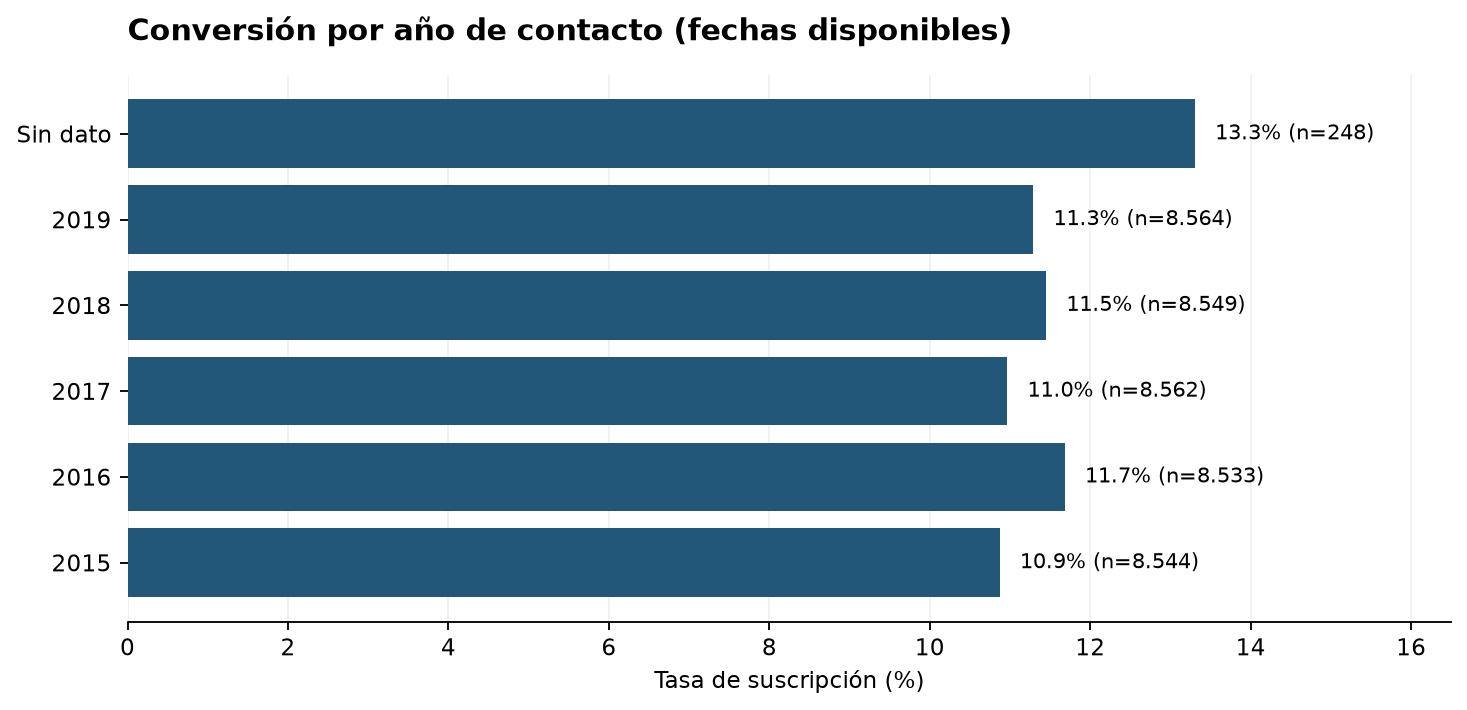 Conversión por año de contacto (fechas disponibles)
Sin dato 13.3% (n=248)
2019 11.3% (n=8.564)
2018 11.5% (n=8.549)
2017 11.0% (n=8.562)
2016 11.7% (n=8.533)
2015 10.9% (n=8.544)
0 2 4 6 8 10 12 14 16
Tasa de suscripción (%)